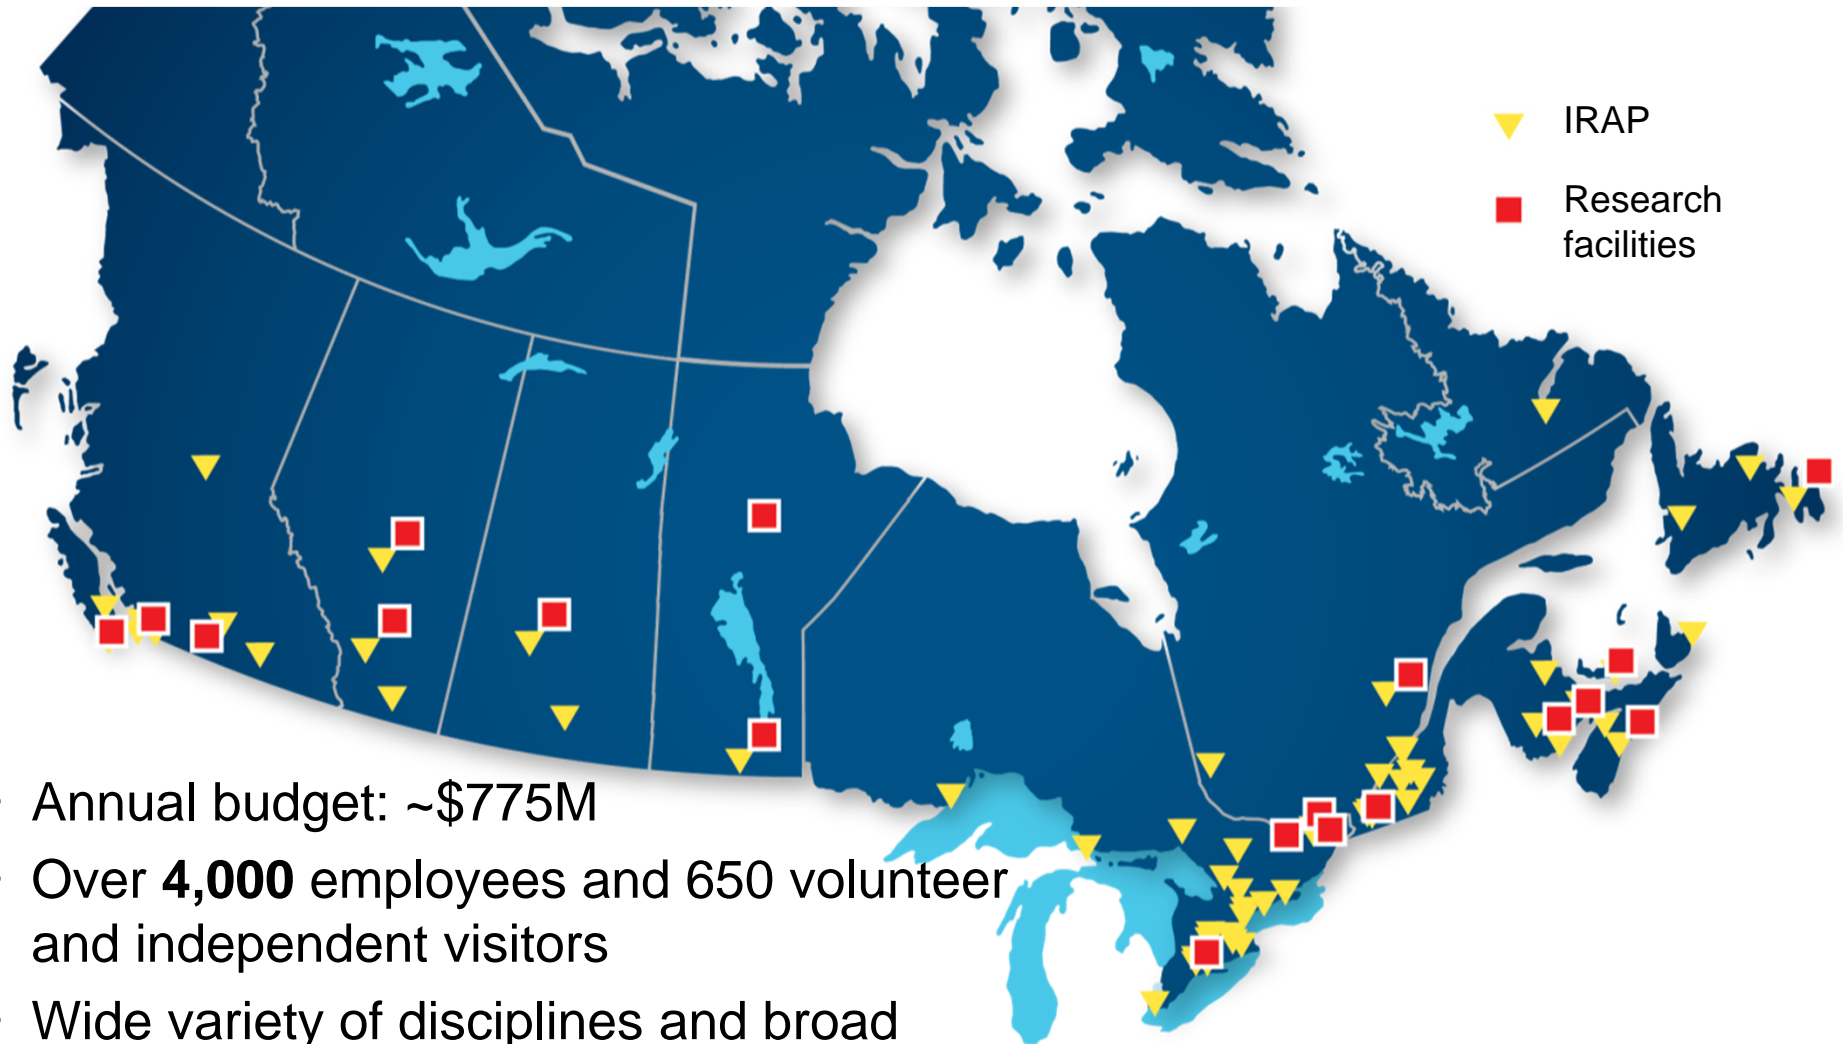 IRAP
Research
facilities
• Annual budget: ~$775M
• Over 4,000 employees and 650 volunteer
and independent visitors
• Wide variety of disciplines and broad